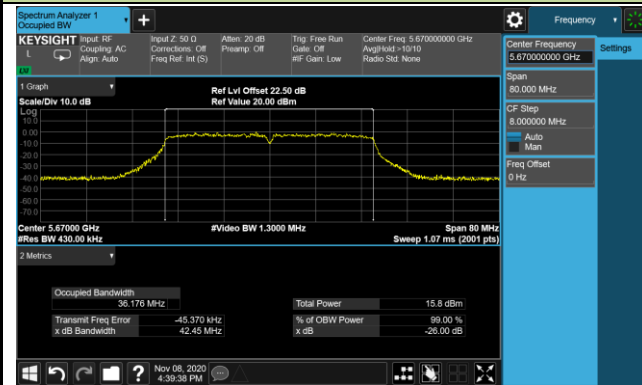 Spectrum Analyzer 1
Occupied BW
+
Frequency
KEYSIGHT
L
Input: RF
Coupling: AC
Align: Auto
Input Z: 50 Ω
Corrections: Off
Freq Ref: Int (S)
Atten: 20 dB
Preamp: Off
Trig: Free Run
Gate: Off
#IF Gain: Low
Center Freq: 5.670000000 GHz
Avg|Hold:>10/10
Radio Std: None
1 Graph
Scale/Div 10.0 dB
Ref Lvl Offset 22.50 dB
Ref Value 20.00 dBm
Log
10.0
0.00
-10.0
-20.0
-30.0
-40.0
-50.0
-60.0
-70.0
Center 5.67000 GHz
#Res BW 430.00 kHz
#Video BW 1.3000 MHz
Span 80 MHz
Sweep 1.07 ms (2001 pts)
2 Metrics
Occupied Bandwidth
36.176 MHz
Transmit Freq Error -45.370 kHz
x dB Bandwidth 42.45 MHz
Total Power 15.8 dBm
% of OBW Power 99.00 %
x dB -26.00 dB
Center Frequency
5.670000000 GHz
Settings
Span
80.000 MHz
CF Step
8.000000 MHz
Auto
Man
Freq Offset
0 Hz
?
Nov 08, 2020
4:39:38 PM